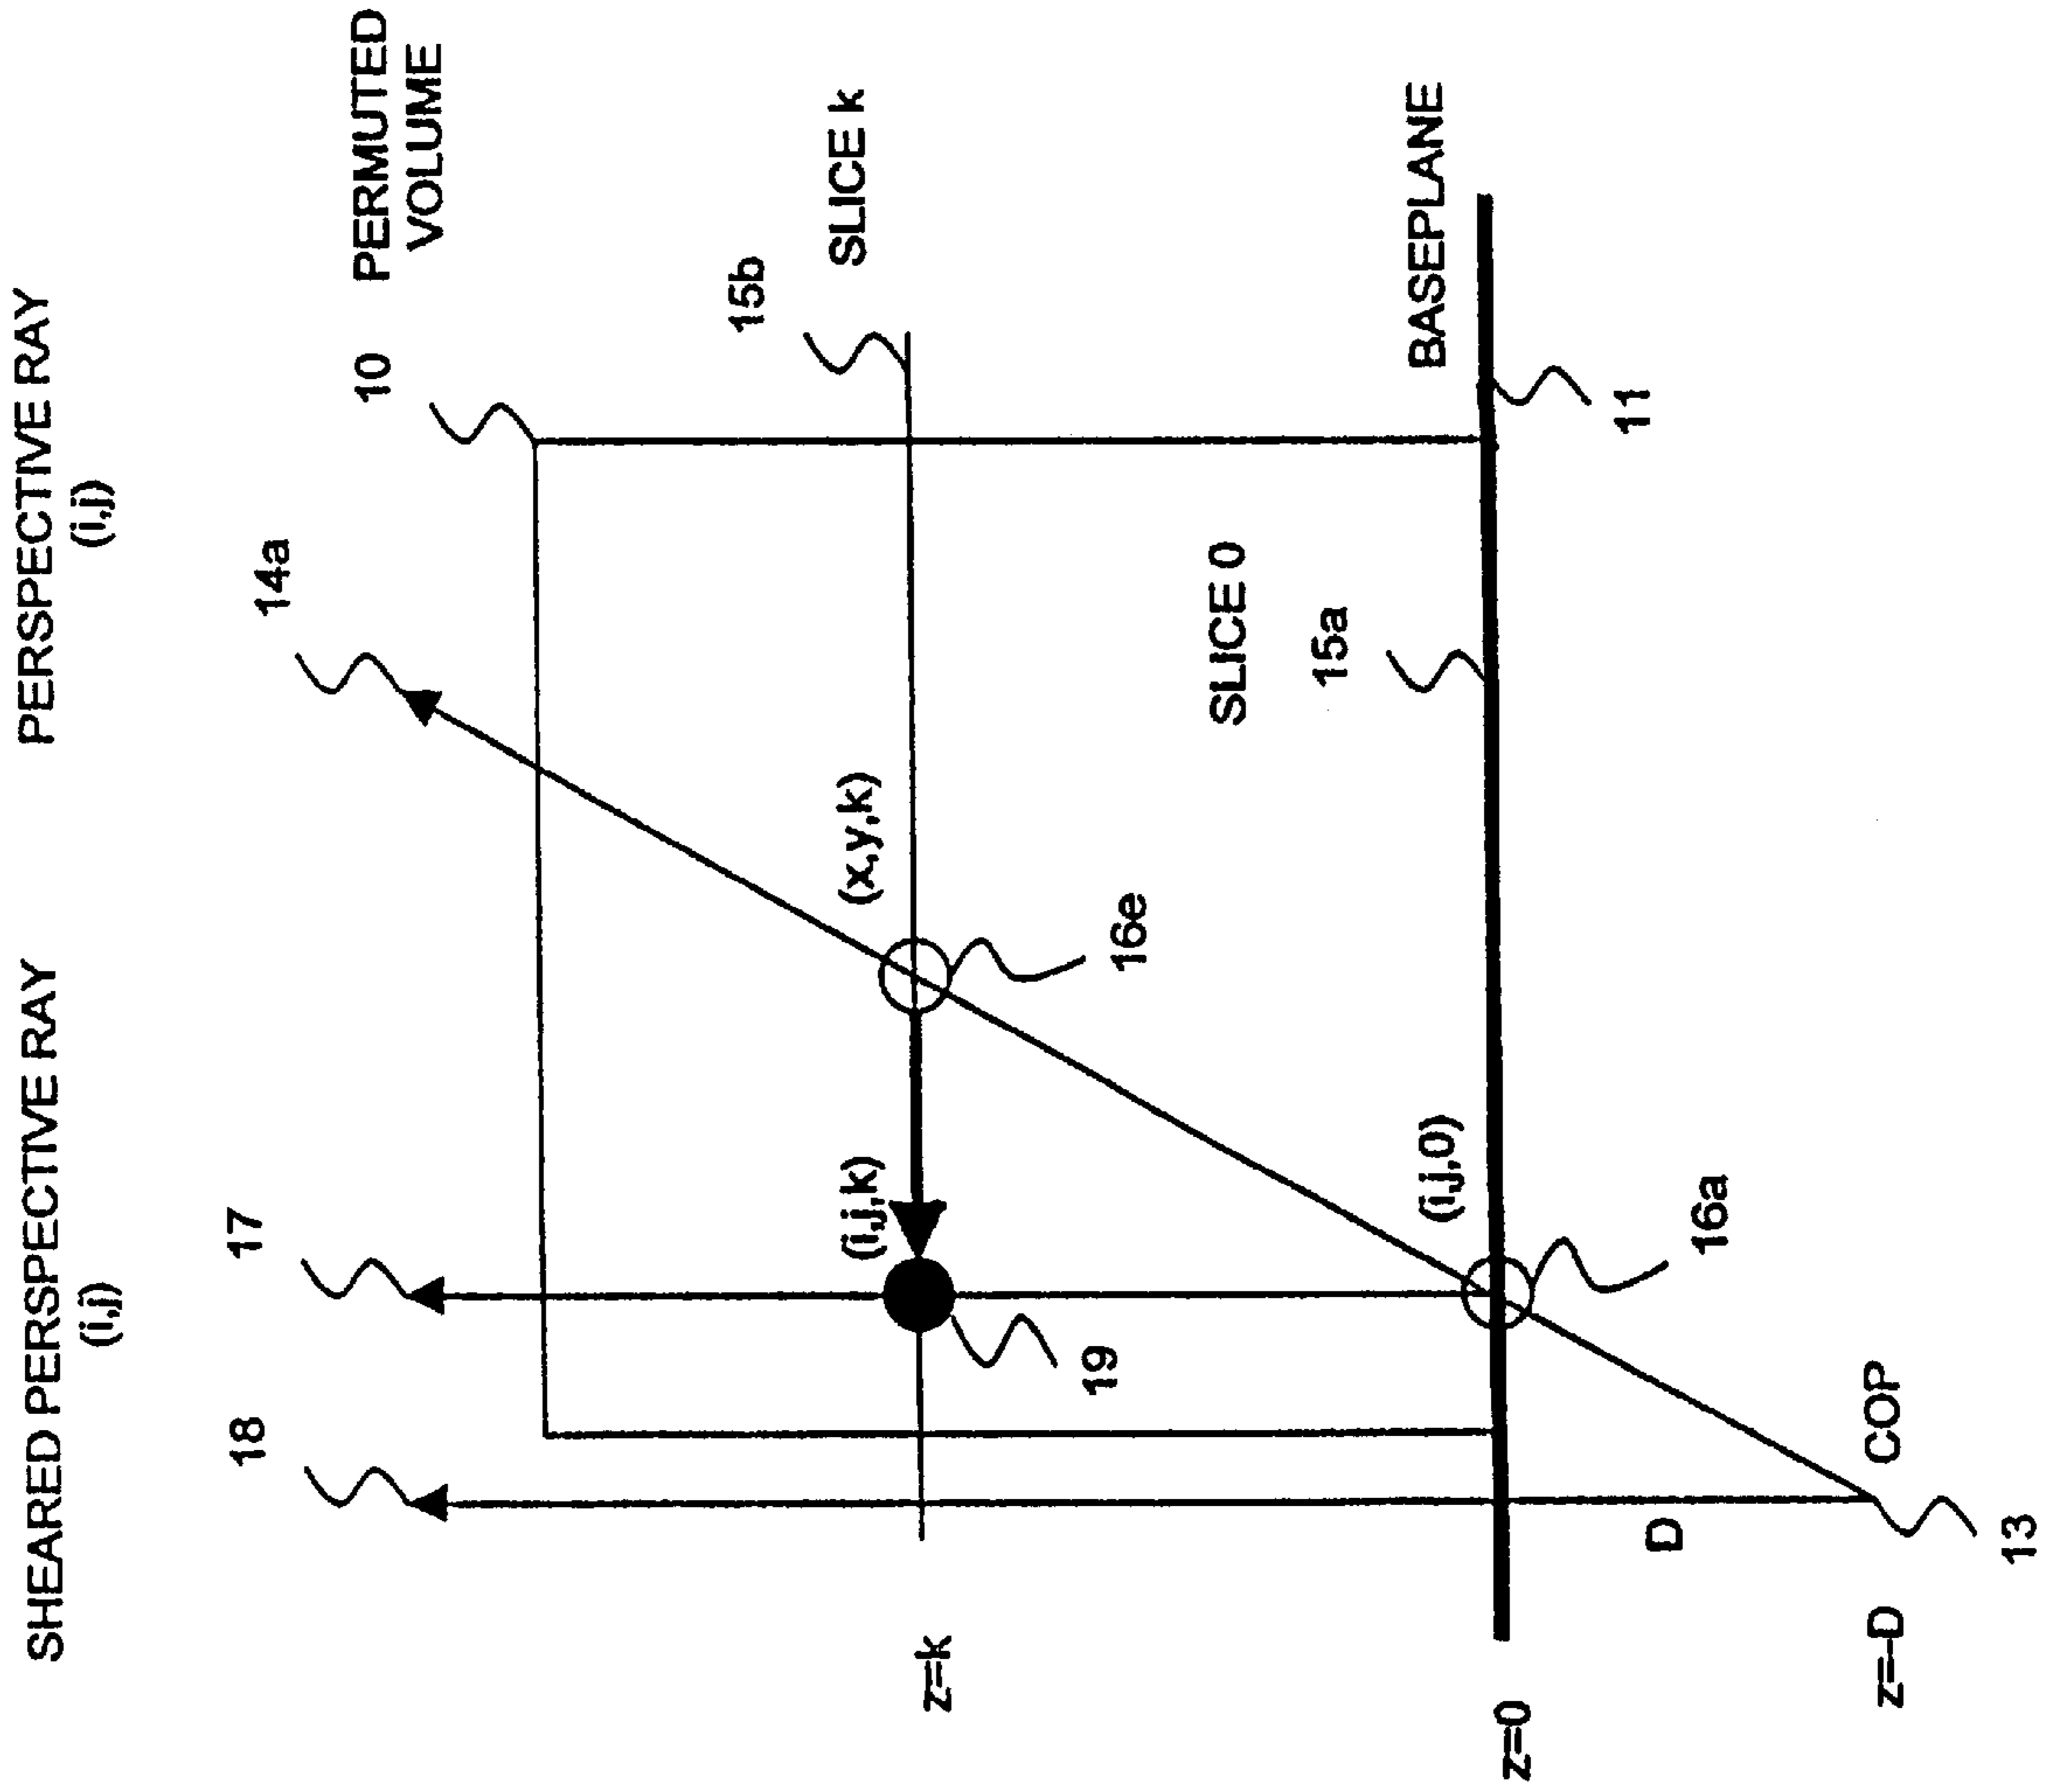 SHEARED PERSPECTIVE RAY
(i,j)
PERSPECTIVE RAY
(i,j)
18
17
14a
10
PERMUTED
VOLUME
z=k
(i,j,k)
(x,y,k)
15b
SLICE k
19
16e
SLICE 0
15a
z=0
(i,j,0)
BASEPLANE
11
16a
D
z=-D
COP
13